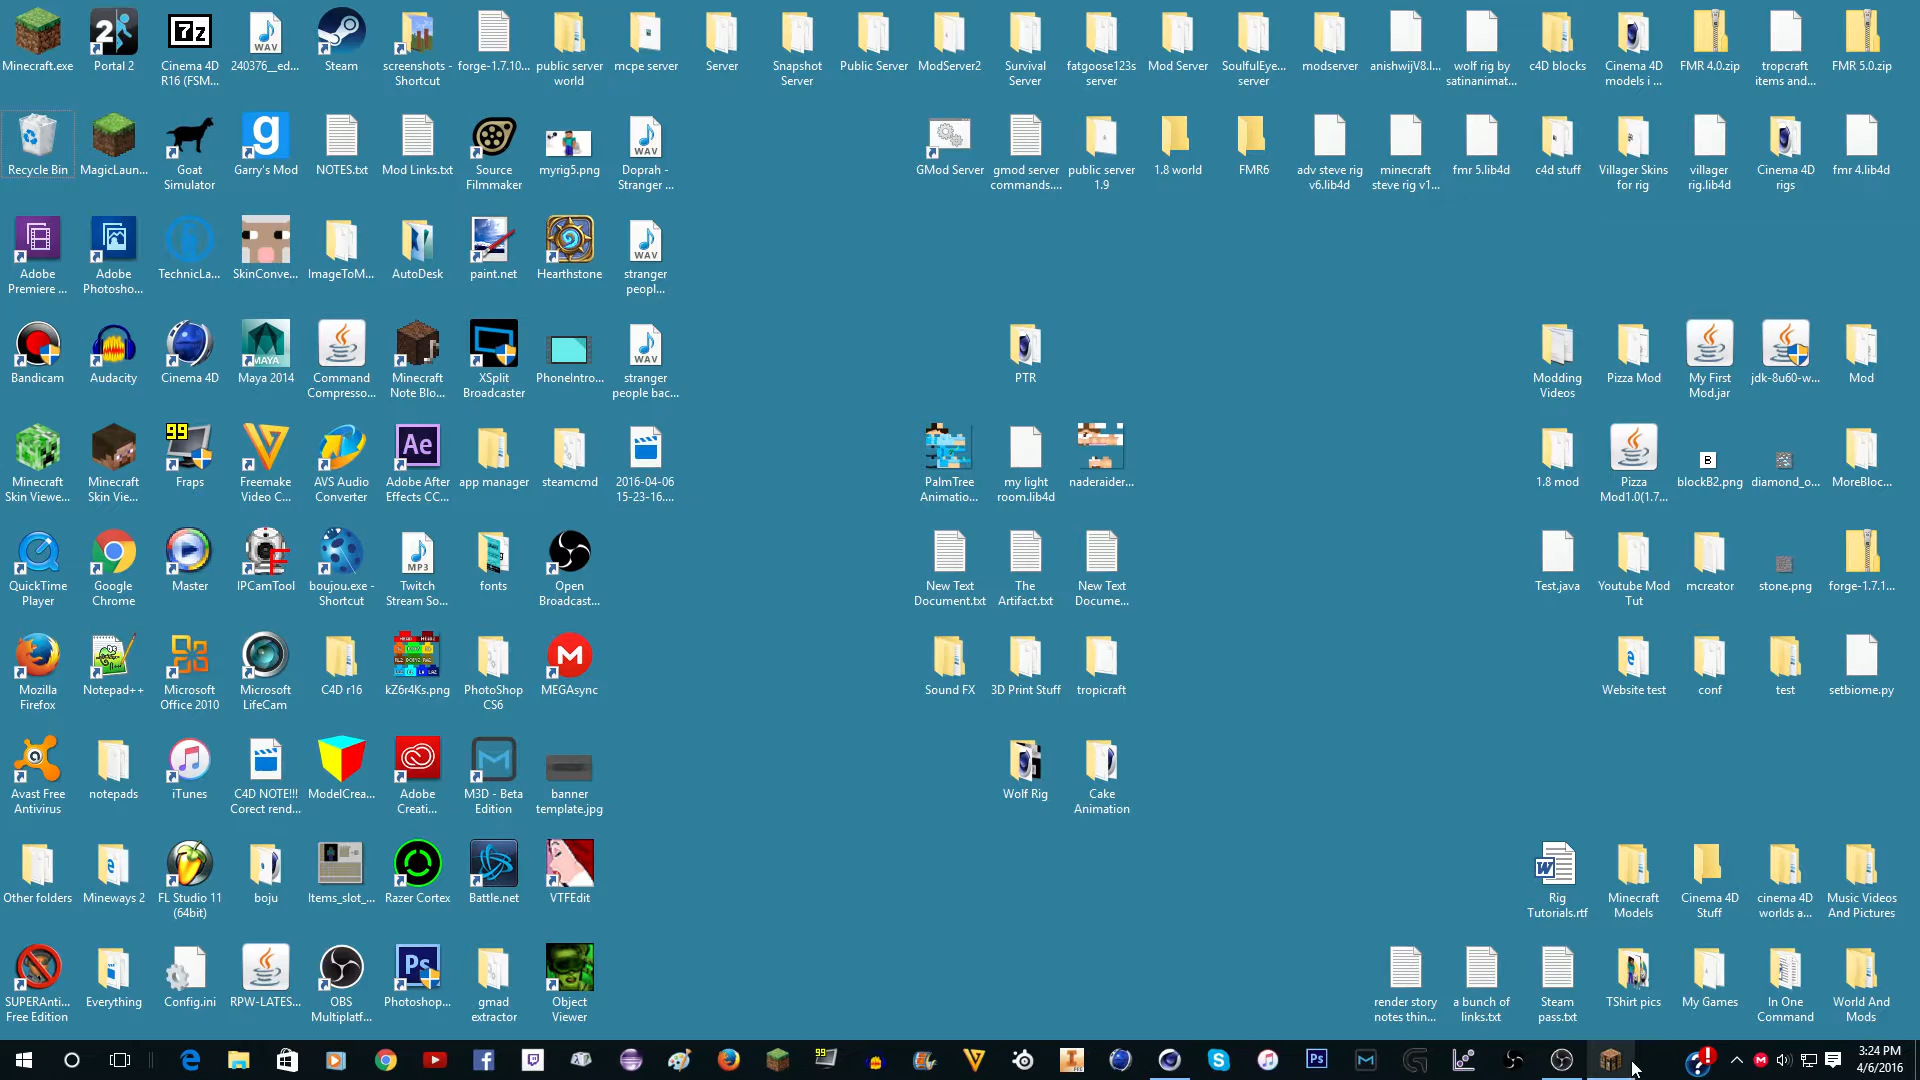 Minecraft.exe
Portal 2
Cinema 4D
R16 (FSM...
240376__ed...
Steam
screenshots -
Shortcut
forge-1.7.10...
public server
world
mcpe server
Server
Snapshot
Server
Public Server
ModServer2
Survival
Server
fatgoose123s
server
Mod Server
SoulfulEye...
server
modserver
anishwijV8.l...
wolf rig by
satinanimat...
c4D blocks
Cinema 4D
models i ...
FMR 4.0.zip
tropcraft
items and...
FMR 5.0.zip
Recycle Bin
MagicLaun...
Goat
Simulator
Garry's Mod
NOTES.txt
Mod Links.txt
Source
Filmmaker
myrig5.png
Doprah -
Stranger ...
GMod Server
gmod server
commands....
public server
1.9
1.8 world
FMR6
adv steve rig
v6.lib4d
minecraft
steve rig v1...
fmr 5.lib4d
c4d stuff
Villager Skins
for rig
villager
rig.lib4d
Cinema 4D
rigs
fmr 4.lib4d
Adobe
Premiere ...
Adobe
Photosho...
TechnicLa...
SkinConve...
ImageToM...
AutoDesk
paint.net
Hearthstone
stranger
peopl...
Bandicam
Audacity
Cinema 4D
MAYA
Maya 2014
Command
Compresso...
Minecraft
Note Blo...
XSplit
Broadcaster
PhoneIntro...
stranger
people bac...
PTR
Modding
Videos
Pizza Mod
My First
Mod.jar
jdk-8u60-w...
Mod
Minecraft
Skin Viewe...
Minecraft
Skin Vie...
99
Fraps
Freemake
Video C...
AVS Audio
Converter
Ae
Adobe After
Effects CC...
app manager
steamcmd
2016-04-06
15-23-16....
PalmTree
Animatio...
my light
room.lib4d
naderaider...
1.8 mod
Pizza
Mod1.0(1.7...
B
blockB2.png
diamond_o...
MoreBloc...
QuickTime
Player
Google
Chrome
Master
IPCamTool
boujou.exe -
Shortcut
MP3
Twitch
Stream So...
fonts
Open
Broadcast...
New Text
Document.txt
The
Artifact.txt
New Text
Docume...
Test.java
Youtube Mod
Tut
mcreator
stone.png
forge-1.7.1...
Mozilla
Firefox
Notepad++
Microsoft
Office 2010
Microsoft
LifeCam
C4D r16
kZ6r4Ks.png
PhotoShop
CS6
MEGAsync
Sound FX
3D Print Stuff
tropicraft
Website test
conf
test
setbiome.py
Avast Free
Antivirus
notepads
iTunes
C4D NOTE!!!
Corect rend...
ModelCrea...
Adobe
Creati...
M3D - Beta
Edition
banner
template.jpg
Wolf Rig
Cake
Animation
Other folders
Mineways 2
FL Studio 11
(64bit)
boju
Items_slot_...
Razer Cortex
Battle.net
VTFEdit
Rig
Tutorials.rtf
Minecraft
Models
Cinema 4D
Stuff
cinema 4D
worlds a...
Music Videos
And Pictures
SUPERAnti...
Free Edition
Everything
Config.ini
RPW-LATES...
OBS
Multiplatf...
Ps
Photoshop...
gmad
extractor
Object
Viewer
render story
notes thin...
a bunch of
links.txt
Steam
pass.txt
TShirt pics
My Games
In One
Command
World And
Mods
3:24 PM
4/6/2016